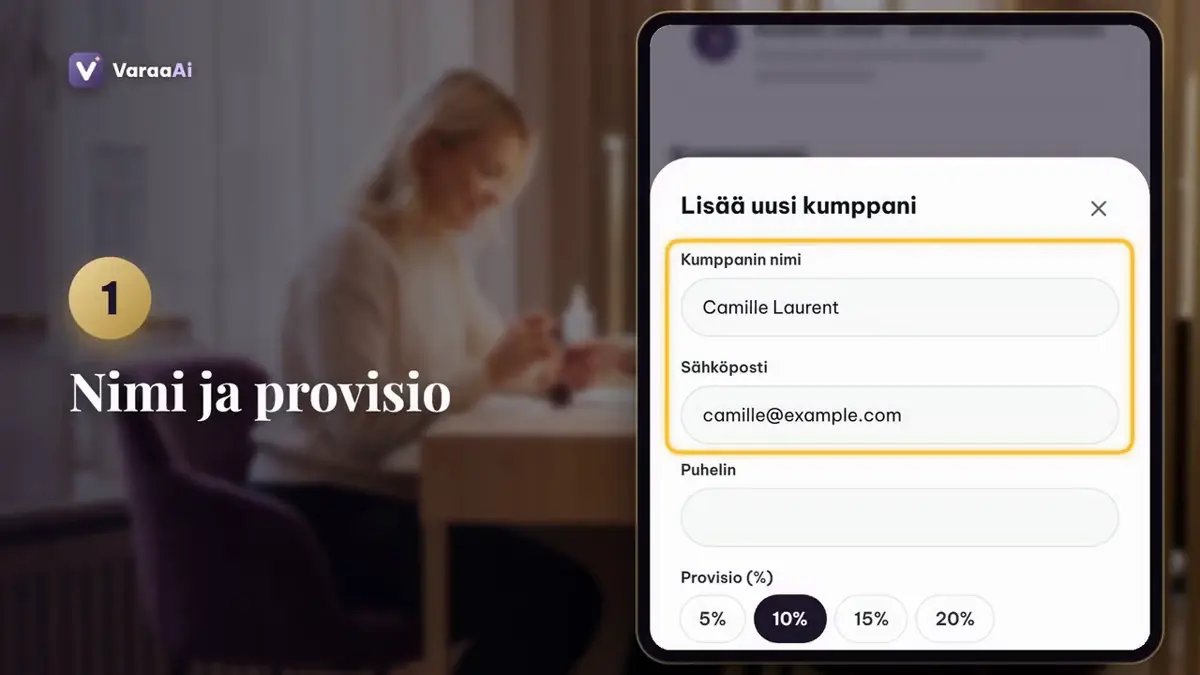 VaraaAi
1
Nimi ja provisio
Lisää uusi kumppani
Kumppanin nimi
Camille Laurent
Sähköposti
camille@example.com
Puhelin
Provisio (%)
5% 10% 15% 20%